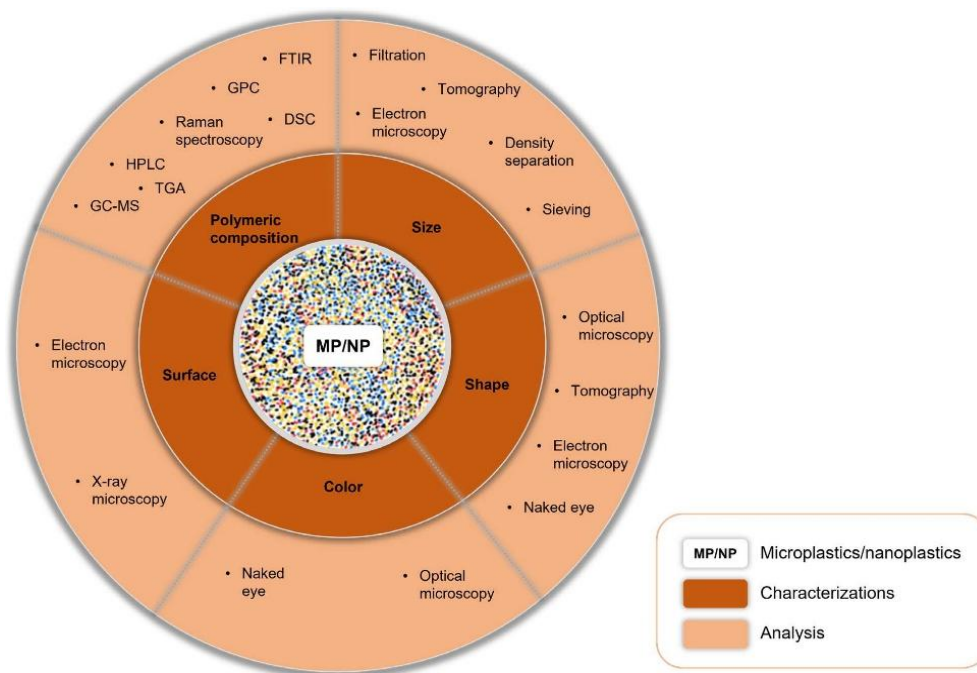 • FTIR
• GPC
• Raman
spectroscopy
• DSC
• HPLC
• TGA
• GC-MS
• Filtration
• Tomography
• Electron
microscopy
• Density
separation
• Sieving
Polymeric
composition
Size
MP/NP
Surface
Shape
Color
• Electron
microscopy
• X-ray
microscopy
• Optical
microscopy
• Tomography
• Electron
microscopy
• Naked eye
• Naked
eye
• Optical
microscopy
MP/NP Microplastics/nanoplastics
Characterizations
Analysis